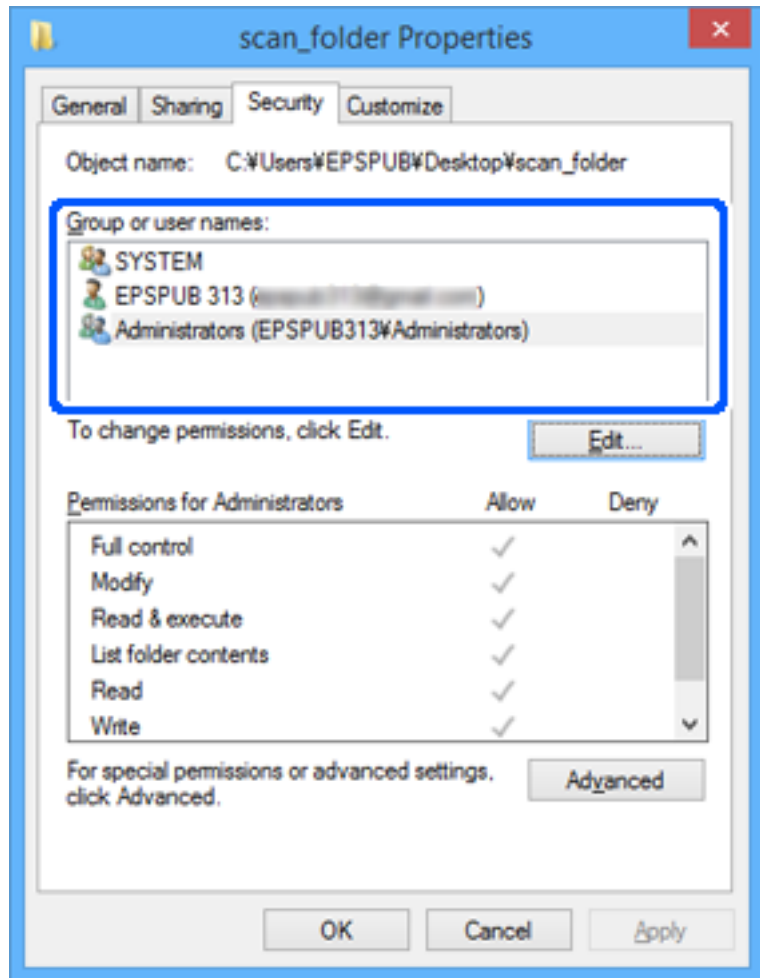 scan_folder Properties
General Sharing Security Customize
Object name: C:¥Users¥EPSPUB¥Desktop¥scan_folder
Group or user names:
SYSTEM
EPSPUB 313 ( )
Administrators (EPSPUB313¥Administrators)
To change permissions, click Edit.
Edit...
Permissions for Administrators Allow Deny
Full control
Modify
Read & execute
List folder contents
Read
Write
For special permissions or advanced settings,
click Advanced.
Advanced
OK Cancel Apply